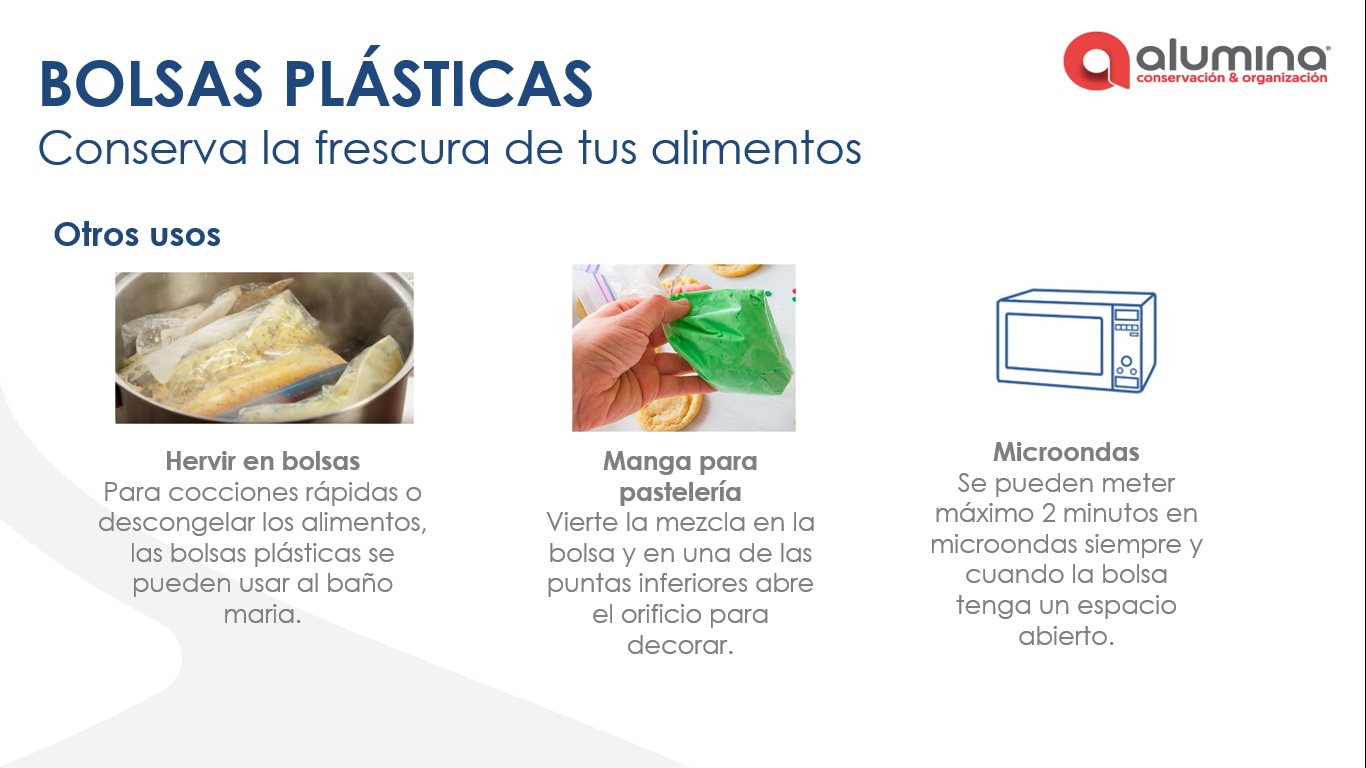 BOLSAS PLÁSTICAS
Conserva la frescura de tus alimentos
alumina®
conservación & organización
Otros usos
Hervir en bolsas
Para cocciones rápidas o
descongelar los alimentos,
las bolsas plásticas se
pueden usar al baño
maria.
Manga para
pastelería
Vierte la mezcla en la
bolsa y en una de las
puntas inferiores abre
el orificio para
decorar.
Microondas
Se pueden meter
máximo 2 minutos en
microondas siempre y
cuando la bolsa
tenga un espacio
abierto.